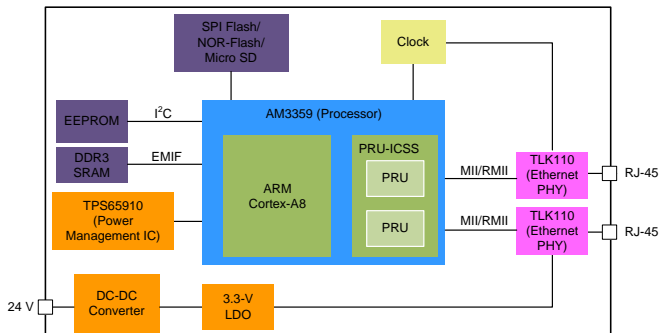 SPI Flash/
NOR-Flash/
Micro SD
Clock
EEPROM
I²C
AM3359 (Processor)
DDR3
SRAM
EMIF
ARM
Cortex-A8
PRU-ICSS
PRU
PRU
MII/RMII
MII/RMII
TLK110
(Ethernet
PHY)
RJ-45
TLK110
(Ethernet
PHY)
RJ-45
TPS65910
(Power
Management IC)
24 V
DC-DC
Converter
3.3-V
LDO